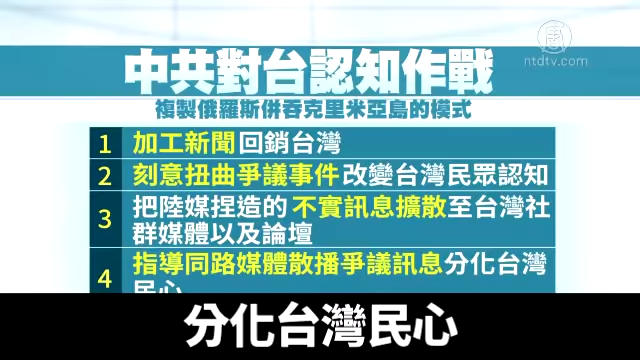 唐
ntdtv.com
中共對台認知作戰
複製俄羅斯併吞克里米亞島的模式
1 加工新聞回銷台灣
2 刻意扭曲爭議事件改變台灣民眾認知
3 把陸媒捏造的不實訊息擴散至台灣社
群媒體以及論壇
4 指導同路媒體散播爭議訊息分化台灣
民心
分化台灣民心